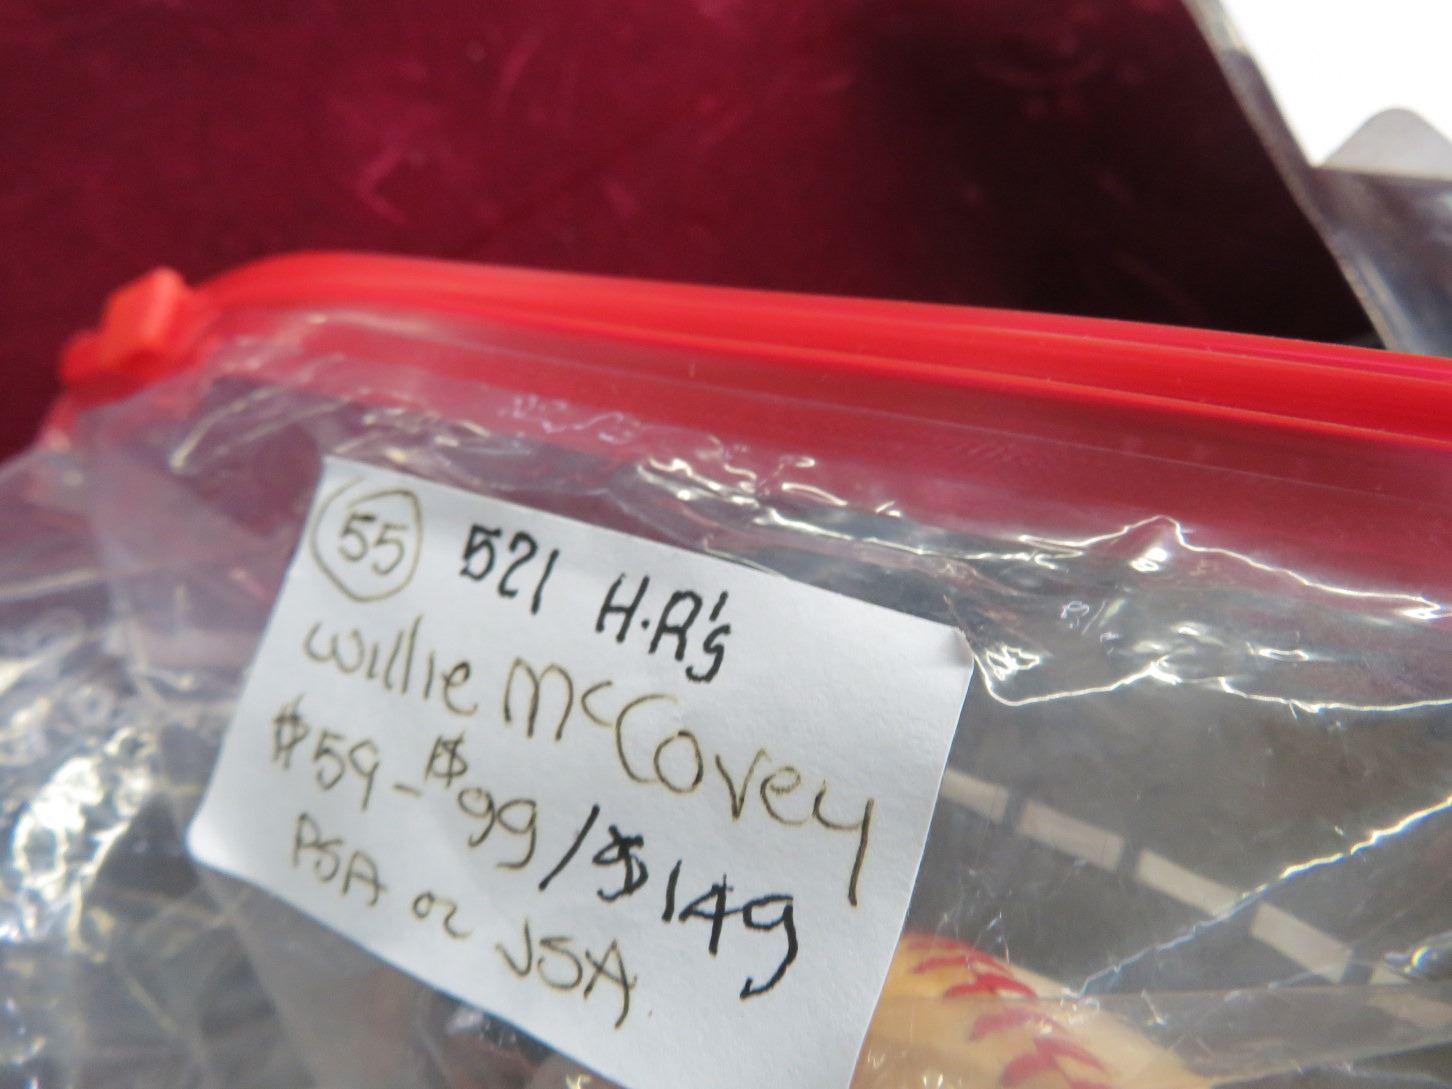 55 521 H.R's
Willie McCovey
$59-$99/$149
PSA or JSA